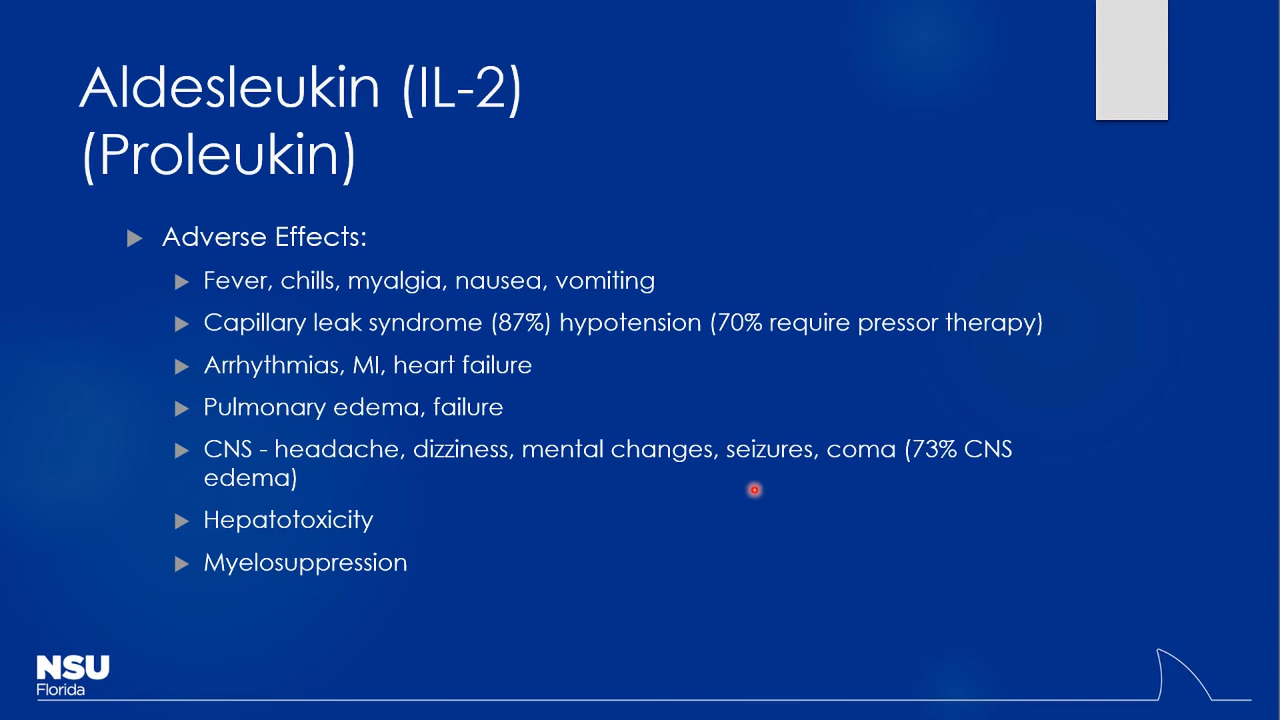 Aldesleukin (IL-2)
(Proleukin)
Adverse Effects:
Fever, chills, myalgia, nausea, vomiting
Capillary leak syndrome (87%) hypotension (70% require pressor therapy)
Arrhythmias, MI, heart failure
Pulmonary edema, failure
CNS - headache, dizziness, mental changes, seizures, coma (73% CNS
edema)
Hepatotoxicity
Myelosuppression
NSU
Florida